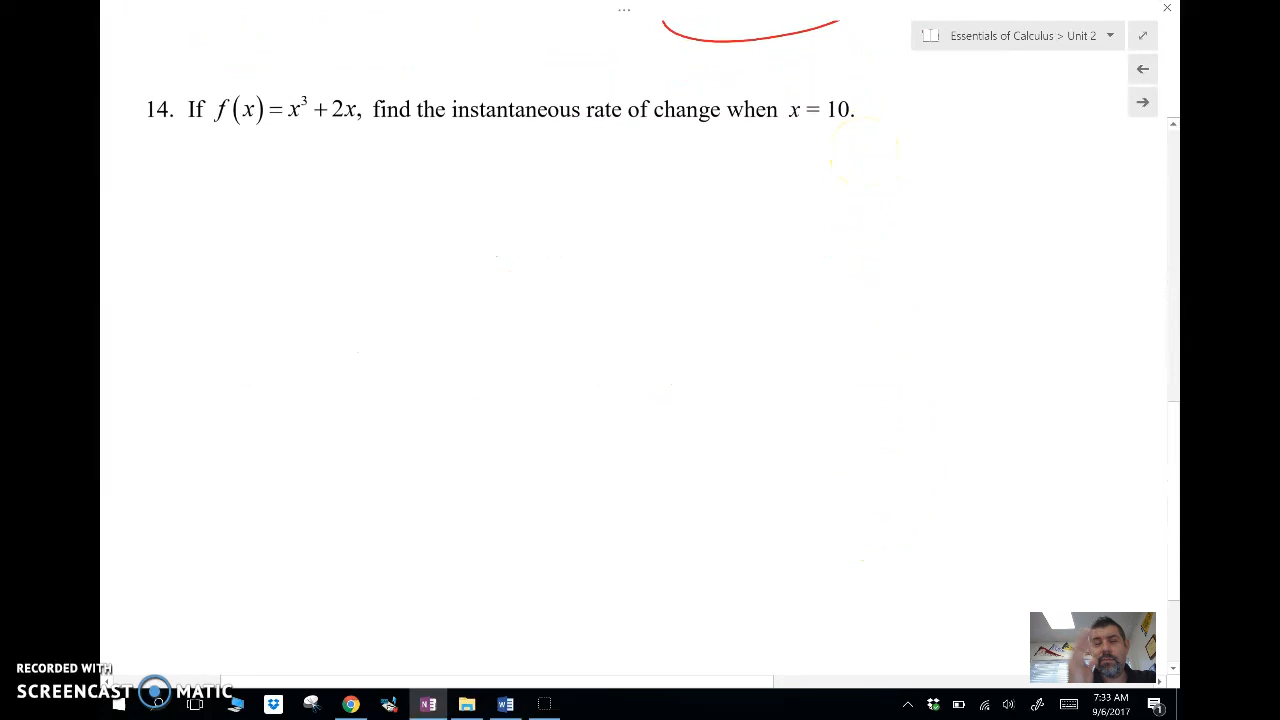 ...
Essentials of Calculus > Unit 2
14. If f(x) = x³ + 2x, find the instantaneous rate of change when x = 10.
RECORDED WITH
SCREENCAST MATIC
7:33 AM
9/6/2017